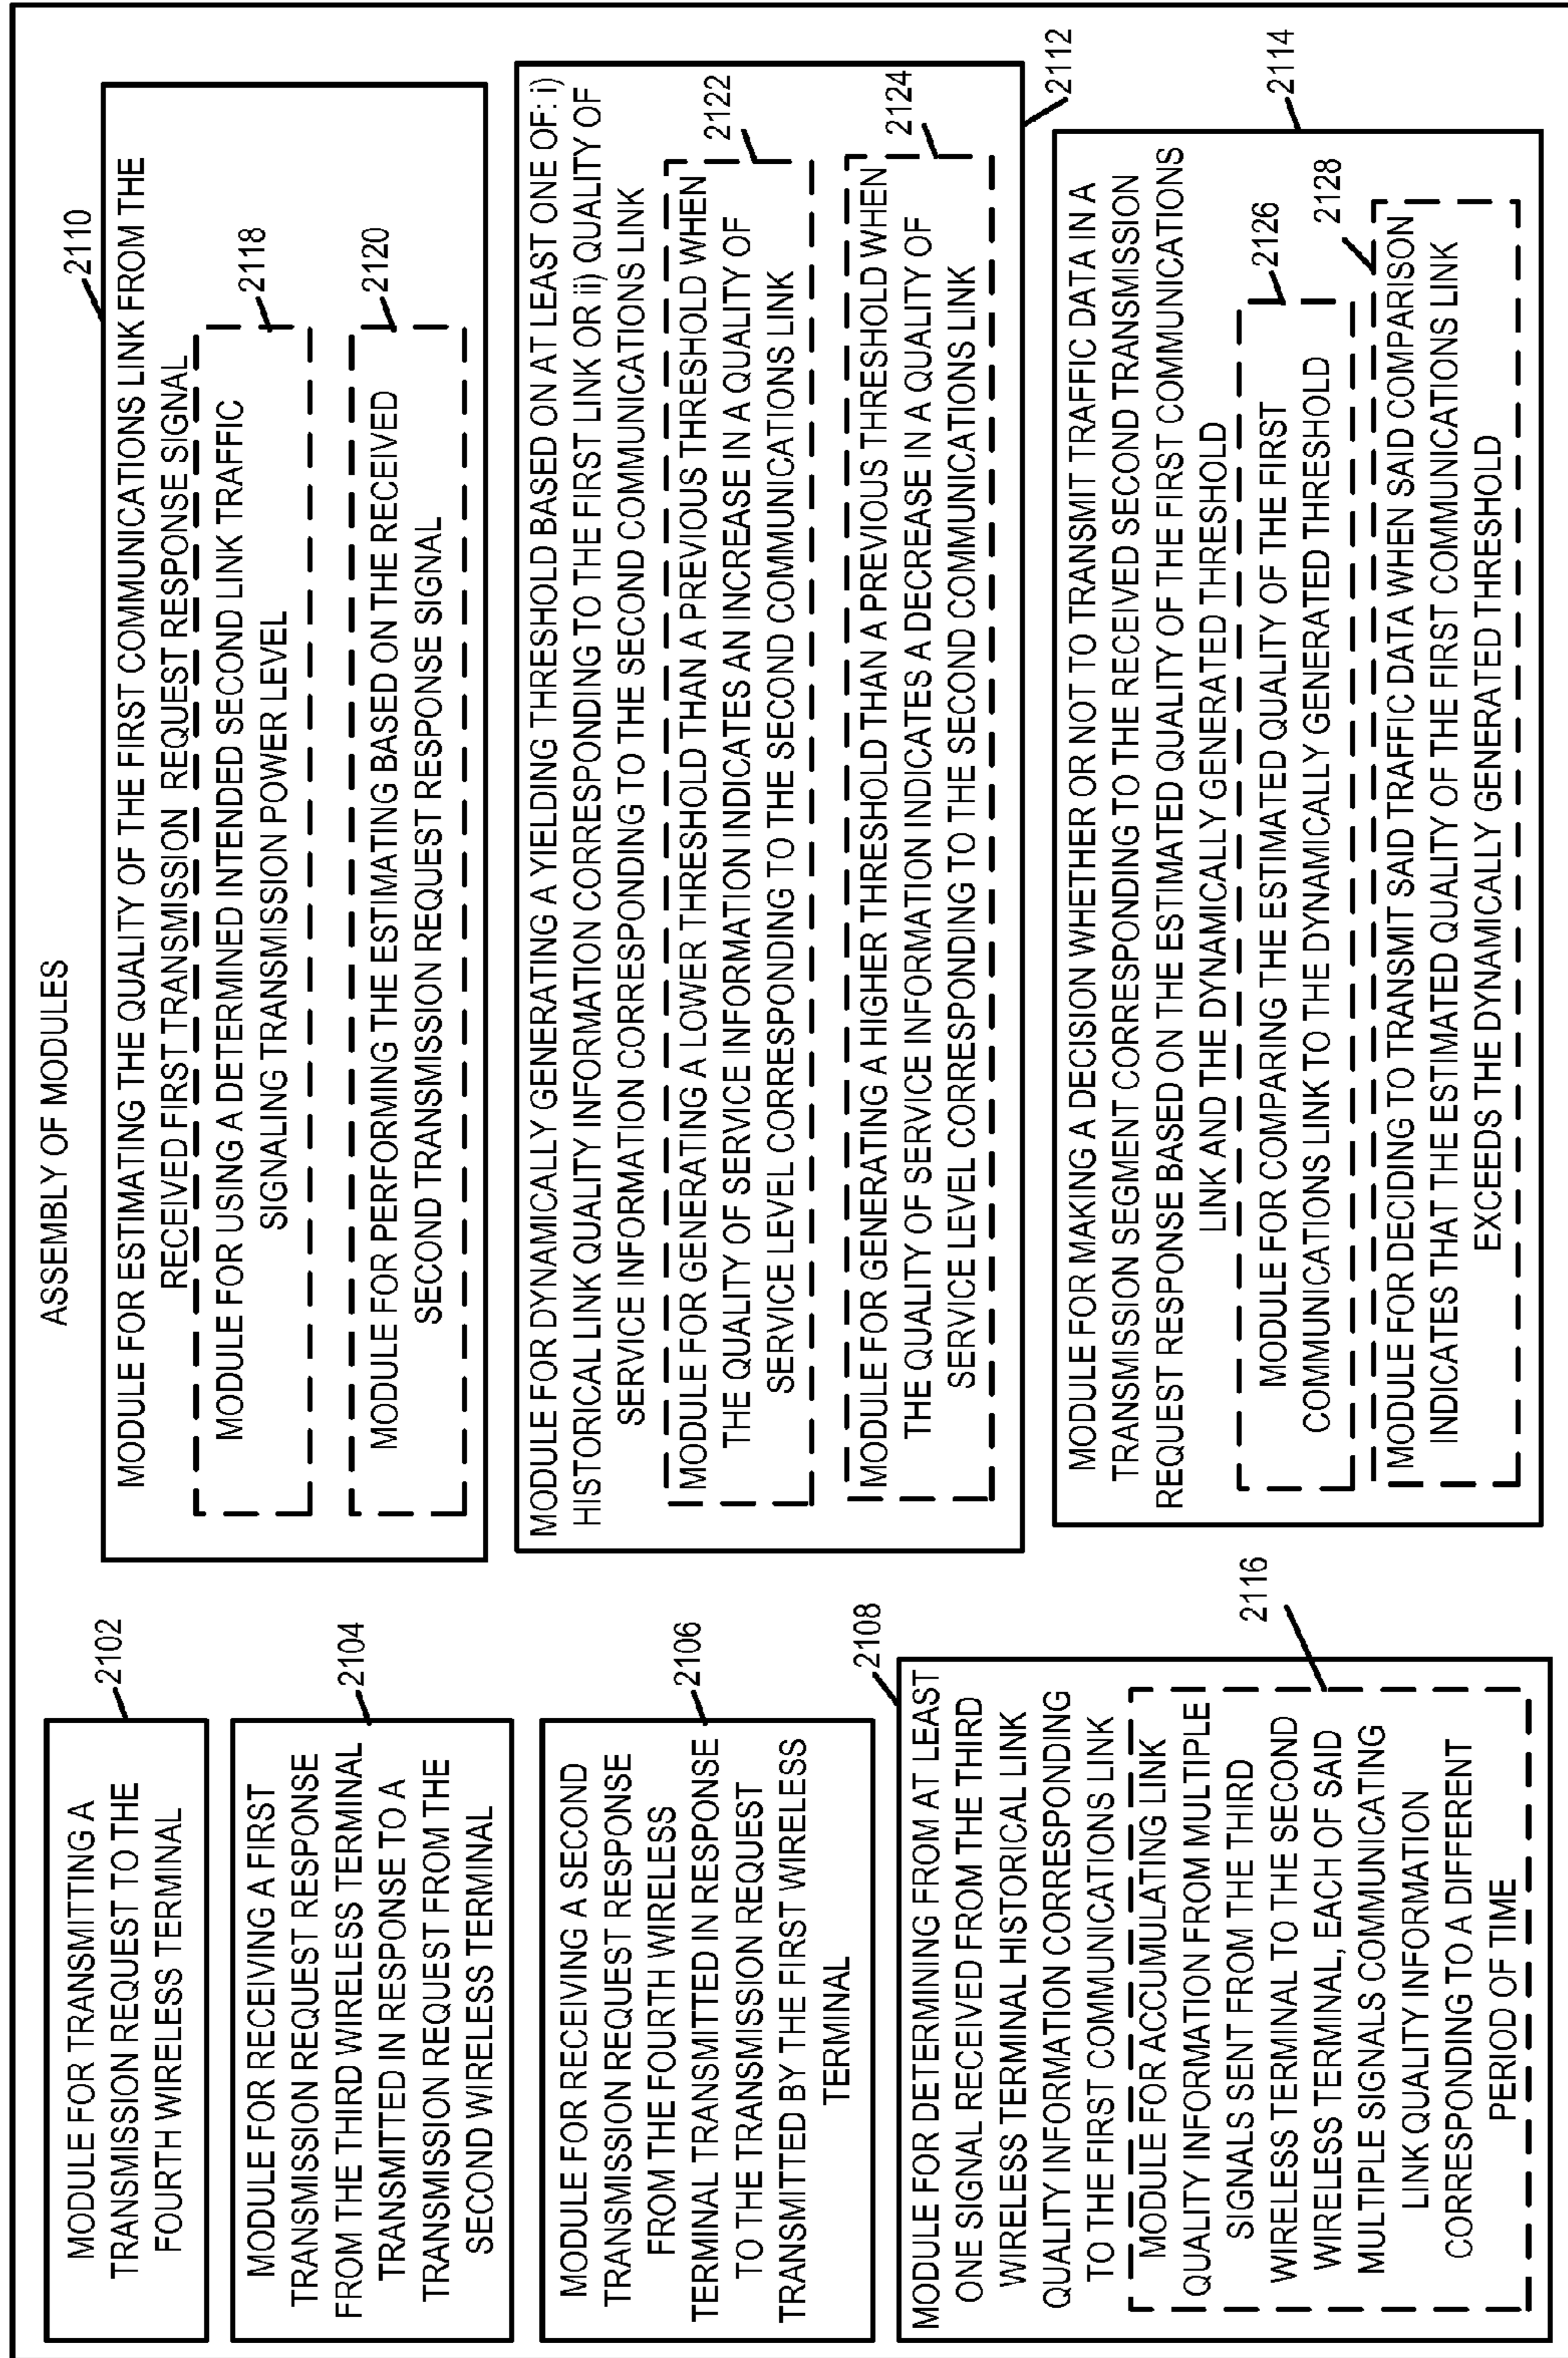 ASSEMBLY OF MODULES
2102
MODULE FOR TRANSMITTING A
TRANSMISSION REQUEST TO THE
FOURTH WIRELESS TERMINAL
2104
MODULE FOR RECEIVING A FIRST
TRANSMISSION REQUEST RESPONSE
FROM THE THIRD WIRELESS TERMINAL
TRANSMITTED IN RESPONSE TO A
TRANSMISSION REQUEST FROM THE
SECOND WIRELESS TERMINAL
2106
MODULE FOR RECEIVING A SECOND
TRANSMISSION REQUEST RESPONSE
FROM THE FOURTH WIRELESS
TERMINAL TRANSMITTED IN RESPONSE
TO THE TRANSMISSION REQUEST
TRANSMITTED BY THE FIRST WIRELESS
TERMINAL
2108
MODULE FOR DETERMINING FROM AT LEAST
ONE SIGNAL RECEIVED FROM THE THIRD
WIRELESS TERMINAL HISTORICAL LINK
QUALITY INFORMATION CORRESPONDING
TO THE FIRST COMMUNICATIONS LINK
2116
MODULE FOR ACCUMULATING LINK
QUALITY INFORMATION FROM MULTIPLE
SIGNALS SENT FROM THE THIRD
WIRELESS TERMINAL TO THE SECOND
WIRELESS TERMINAL, EACH OF SAID
MULTIPLE SIGNALS COMMUNICATING
LINK QUALITY INFORMATION
CORRESPONDING TO A DIFFERENT
PERIOD OF TIME
2110
MODULE FOR ESTIMATING THE QUALITY OF THE FIRST COMMUNICATIONS LINK FROM THE
RECEIVED FIRST TRANSMISSION REQUEST RESPONSE SIGNAL
2118
MODULE FOR USING A DETERMINED INTENDED SECOND LINK TRAFFIC
SIGNALING TRANSMISSION POWER LEVEL
2120
MODULE FOR PERFORMING THE ESTIMATING BASED ON THE RECEIVED
SECOND TRANSMISSION REQUEST RESPONSE SIGNAL
MODULE FOR DYNAMICALLY GENERATING A YIELDING THRESHOLD BASED ON AT LEAST ONE OF: i)
HISTORICAL LINK QUALITY INFORMATION CORRESPONDING TO THE FIRST LINK OR ii) QUALITY OF
SERVICE INFORMATION CORRESPONDING TO THE SECOND COMMUNICATIONS LINK
2122
MODULE FOR GENERATING A LOWER THRESHOLD THAN A PREVIOUS THRESHOLD WHEN
THE QUALITY OF SERVICE INFORMATION INDICATES AN INCREASE IN A QUALITY OF
SERVICE LEVEL CORRESPONDING TO THE SECOND COMMUNICATIONS LINK
2124
MODULE FOR GENERATING A HIGHER THRESHOLD THAN A PREVIOUS THRESHOLD WHEN
THE QUALITY OF SERVICE INFORMATION INDICATES A DECREASE IN A QUALITY OF
SERVICE LEVEL CORRESPONDING TO THE SECOND COMMUNICATIONS LINK
2112
2114
MODULE FOR MAKING A DECISION WHETHER OR NOT TO TRANSMIT TRAFFIC DATA IN A
TRANSMISSION SEGMENT CORRESPONDING TO THE RECEIVED SECOND TRANSMISSION
REQUEST RESPONSE BASED ON THE ESTIMATED QUALITY OF THE FIRST COMMUNICATIONS
LINK AND THE DYNAMICALLY GENERATED THRESHOLD
2126
MODULE FOR COMPARING THE ESTIMATED QUALITY OF THE FIRST
COMMUNICATIONS LINK TO THE DYNAMICALLY GENERATED THRESHOLD
2128
MODULE FOR DECIDING TO TRANSMIT SAID TRAFFIC DATA WHEN SAID COMPARISON
INDICATES THAT THE ESTIMATED QUALITY OF THE FIRST COMMUNICATIONS LINK
EXCEEDS THE DYNAMICALLY GENERATED THRESHOLD